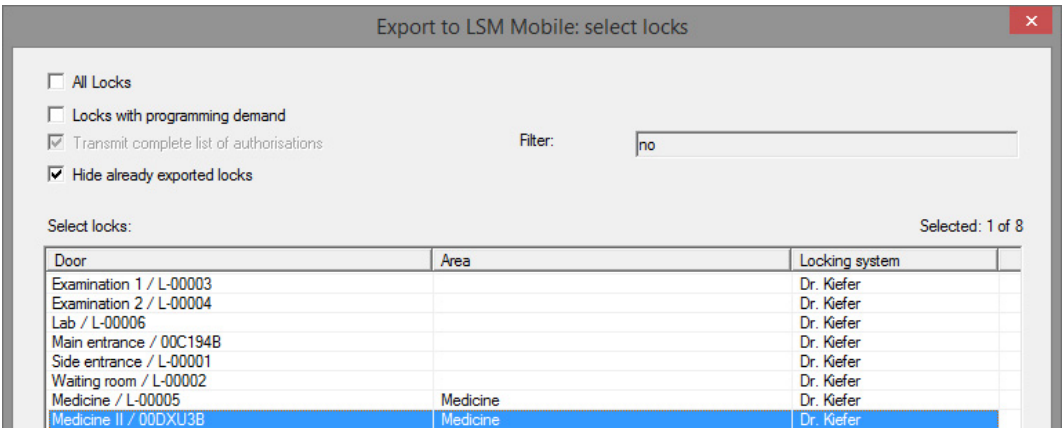 Export to LSM Mobile: select locks
All Locks
Locks with programming demand
Transmit complete list of authorisations
Filter: no
Hide already exported locks
Select locks: Selected: 1 of 8
Door Area Locking system
Examination 1 / L-00003 Dr. Kiefer
Examination 2 / L-00004 Dr. Kiefer
Lab / L-00006 Dr. Kiefer
Main entrance / 00C194B Dr. Kiefer
Side entrance / L-00001 Dr. Kiefer
Waiting room / L-00002 Dr. Kiefer
Medicine / L-00005 Medicine Dr. Kiefer
Medicine II / 00DXU3B Medicine Dr. Kiefer